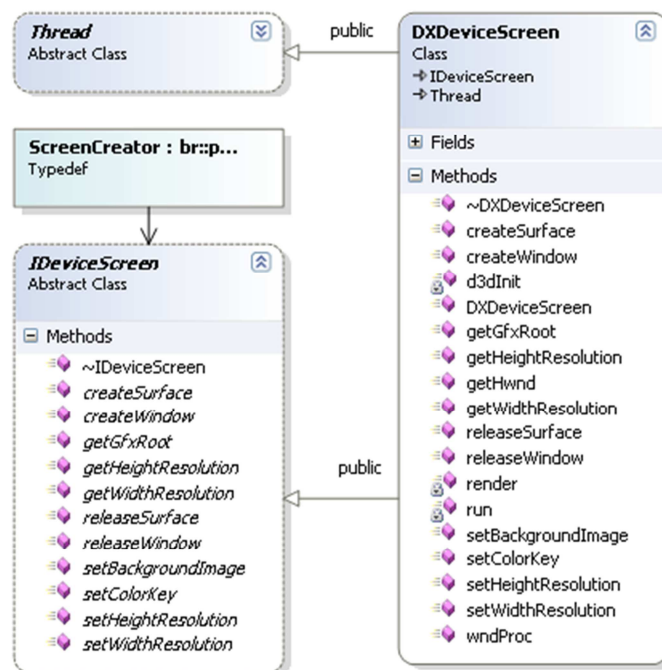 Thread
Abstract Class
public
ScreenCreator : br::p...
Typedef
IDeviceScreen
Abstract Class
Methods
~IDeviceScreen
createSurface
createWindow
getGfxRoot
getHeightResolution
getWidthResolution
releaseSurface
releaseWindow
setBackgroundImage
setColorKey
setHeightResolution
setWidthResolution
public
DXDeviceScreen
Class
IDeviceScreen
Thread
Fields
Methods
~DXDeviceScreen
createSurface
createWindow
d3dInit
DXDeviceScreen
getGfxRoot
getHeightResolution
getHwnd
getWidthResolution
releaseSurface
releaseWindow
render
run
setBackgroundImage
setColorKey
setHeightResolution
setWidthResolution
wndProc